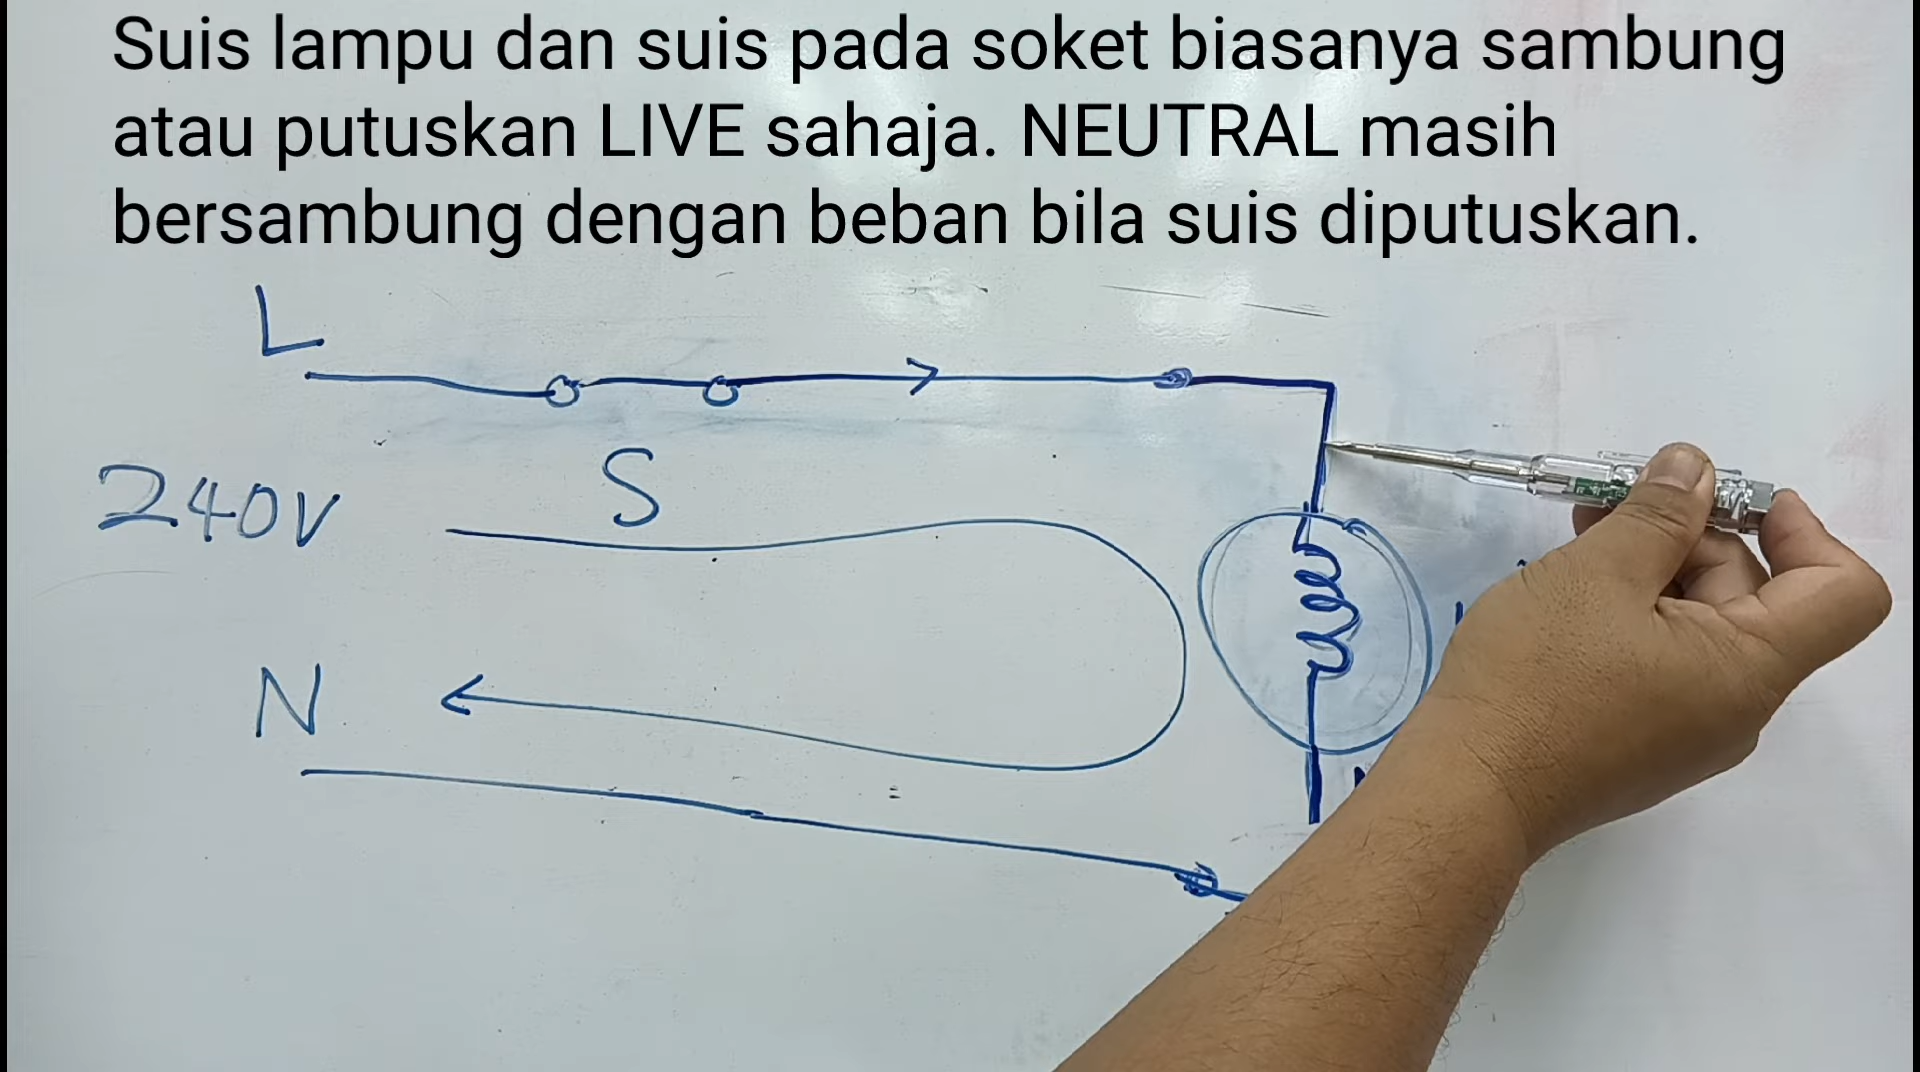 Suis lampu dan suis pada soket biasanya sambung
atau putuskan LIVE sahaja. NEUTRAL masih
bersambung dengan beban bila suis diputuskan.
L
S
240V
N